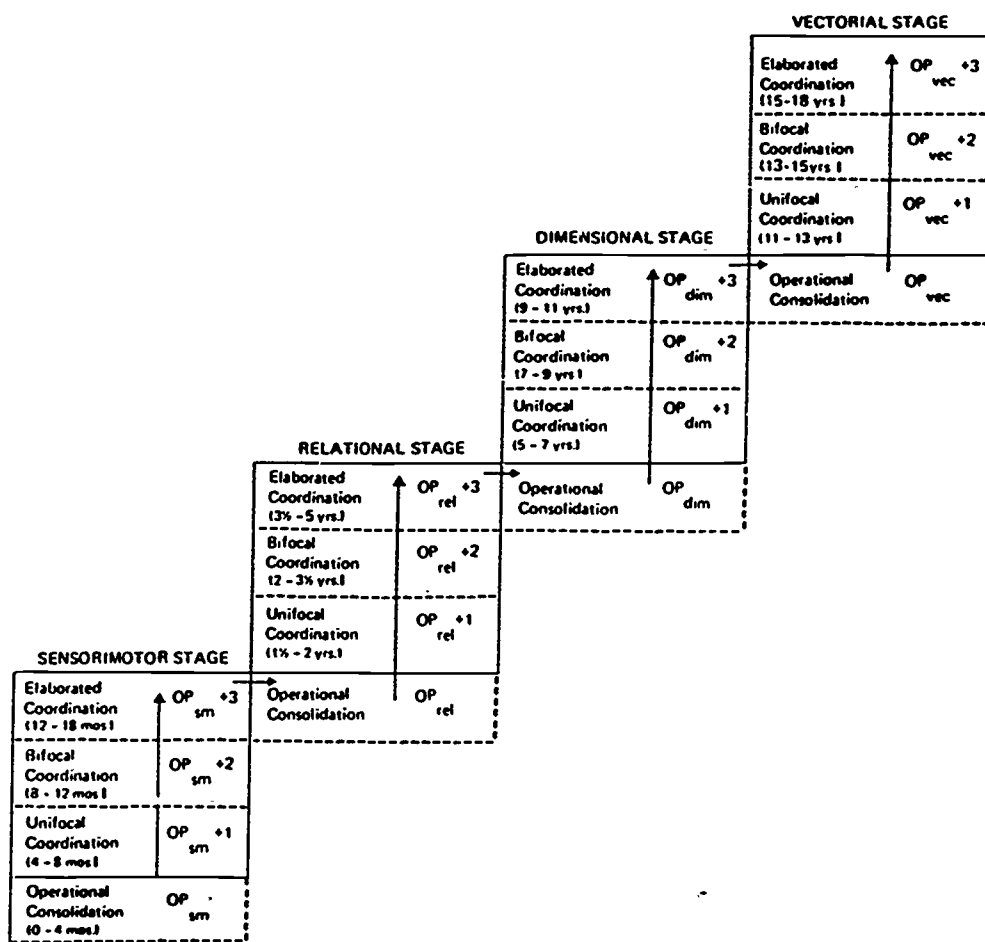 VECTORIAL STAGE
Elaborated OP vec +3
Coordination
(15-18 yrs.)
Bifocal OP vec +2
Coordination
(13-15 yrs.)
Unifocal OP vec +1
Coordination
(11 - 13 yrs.)
Operational OP vec
Consolidation
DIMENSIONAL STAGE
Elaborated OP dim +3
Coordination
(9 - 11 yrs.)
Bifocal OP dim +2
Coordination
(7 - 9 yrs.)
Unifocal OP dim +1
Coordination
(5 - 7 yrs.)
Operational OP dim
Consolidation
RELATIONAL STAGE
Elaborated OP rel +3
Coordination
(3½ - 5 yrs.)
Bifocal OP rel +2
Coordination
(2 - 3½ yrs.)
Unifocal OP rel +1
Coordination
(1½ - 2 yrs.)
Operational OP rel
Consolidation
SENSORIMOTOR STAGE
Elaborated OP sm +3
Coordination
(12 - 18 mos.)
Bifocal OP sm +2
Coordination
(8 - 12 mos.)
Unifocal OP sm +1
Coordination
(4 - 8 mos.)
Operational OP sm
Consolidation
(0 - 4 mos.)